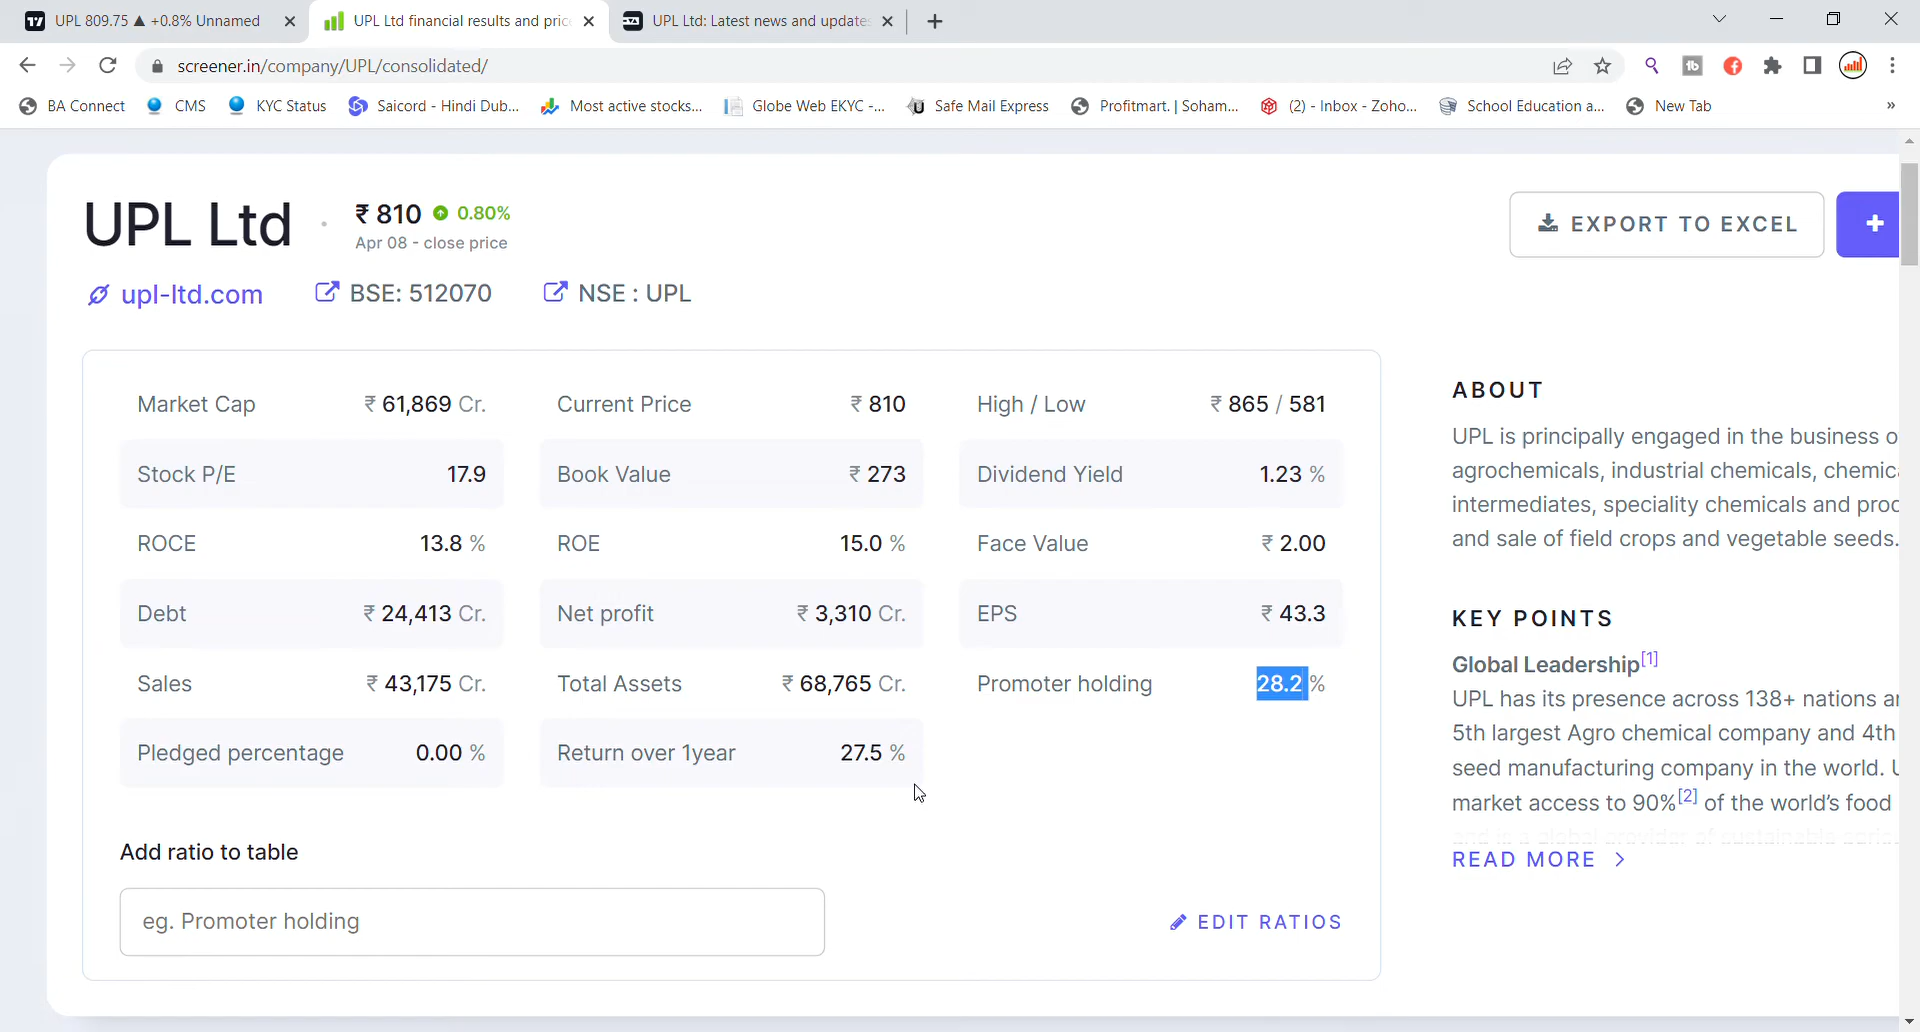 UPL 809.75 ▲ +0.8% Unnamed
UPL Ltd financial results and pric
UPL Ltd: Latest news and updates
screener.in/company/UPL/consolidated/
BA Connect CMS KYC Status Saicord - Hindi Dub... Most active stocks... Globe Web EKYC -... Safe Mail Express Profitmart. | Soham... (2) - Inbox - Zoho... School Education a... New Tab »
UPL Ltd
₹ 810 0.80%
Apr 08 - close price
EXPORT TO EXCEL
upl-ltd.com BSE: 512070 NSE : UPL
Market Cap ₹ 61,869 Cr.
Current Price ₹ 810
High / Low ₹ 865 / 581
Stock P/E 17.9
Book Value ₹ 273
Dividend Yield 1.23 %
ROCE 13.8 %
ROE 15.0 %
Face Value ₹ 2.00
Debt ₹ 24,413 Cr.
Net profit ₹ 3,310 Cr.
EPS ₹ 43.3
Sales ₹ 43,175 Cr.
Total Assets ₹ 68,765 Cr.
Promoter holding 28.2 %
Pledged percentage 0.00 %
Return over 1year 27.5 %
Add ratio to table
eg. Promoter holding
EDIT RATIOS
ABOUT
UPL is principally engaged in the business o
agrochemicals, industrial chemicals, chemic
intermediates, speciality chemicals and proc
and sale of field crops and vegetable seeds.
KEY POINTS
Global Leadership[1]
UPL has its presence across 138+ nations
5th largest Agro chemical company and 4th
seed manufacturing company in the world.
market access to 90%[2] of the world's food
READ MORE